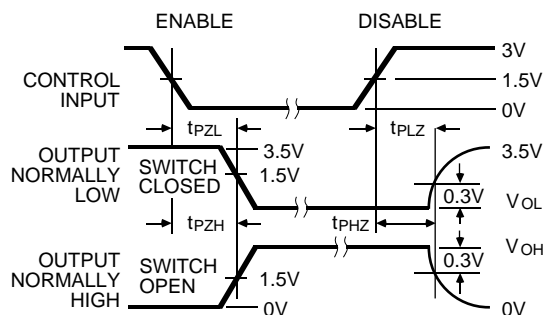 ENABLE DISABLE
CONTROL INPUT 3V
1.5V
0V
tPZL tPLZ
OUTPUT NORMALLY LOW
SWITCH CLOSED
3.5V
1.5V
3.5V
0.3V
VOL
tPZH tPHZ
OUTPUT NORMALLY HIGH
SWITCH OPEN
1.5V
0V
VOH
0.3V
0V